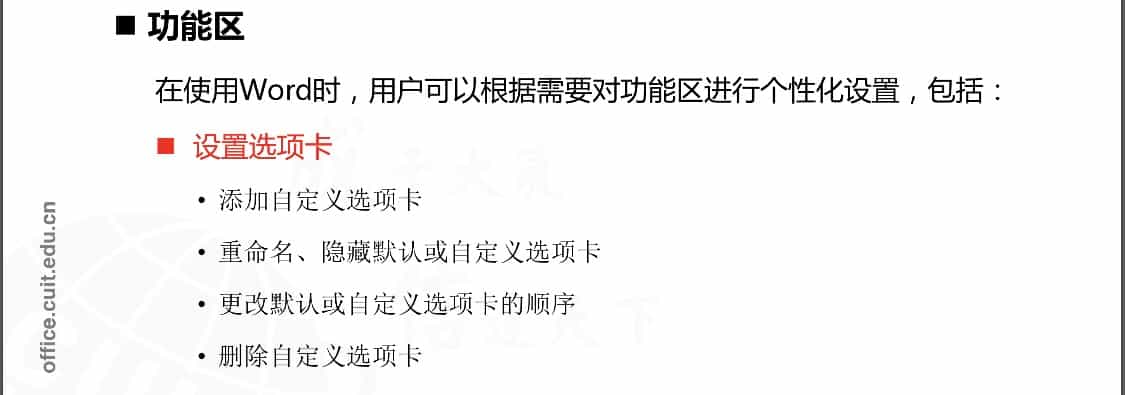 ■ 功能区
在使用Word时，用户可以根据需要对功能区进行个性化设置，包括：
■ 设置选项卡
• 添加自定义选项卡
• 重命名、隐藏默认或自定义选项卡
• 更改默认或自定义选项卡的顺序
• 删除自定义选项卡
office.cuit.edu.cn